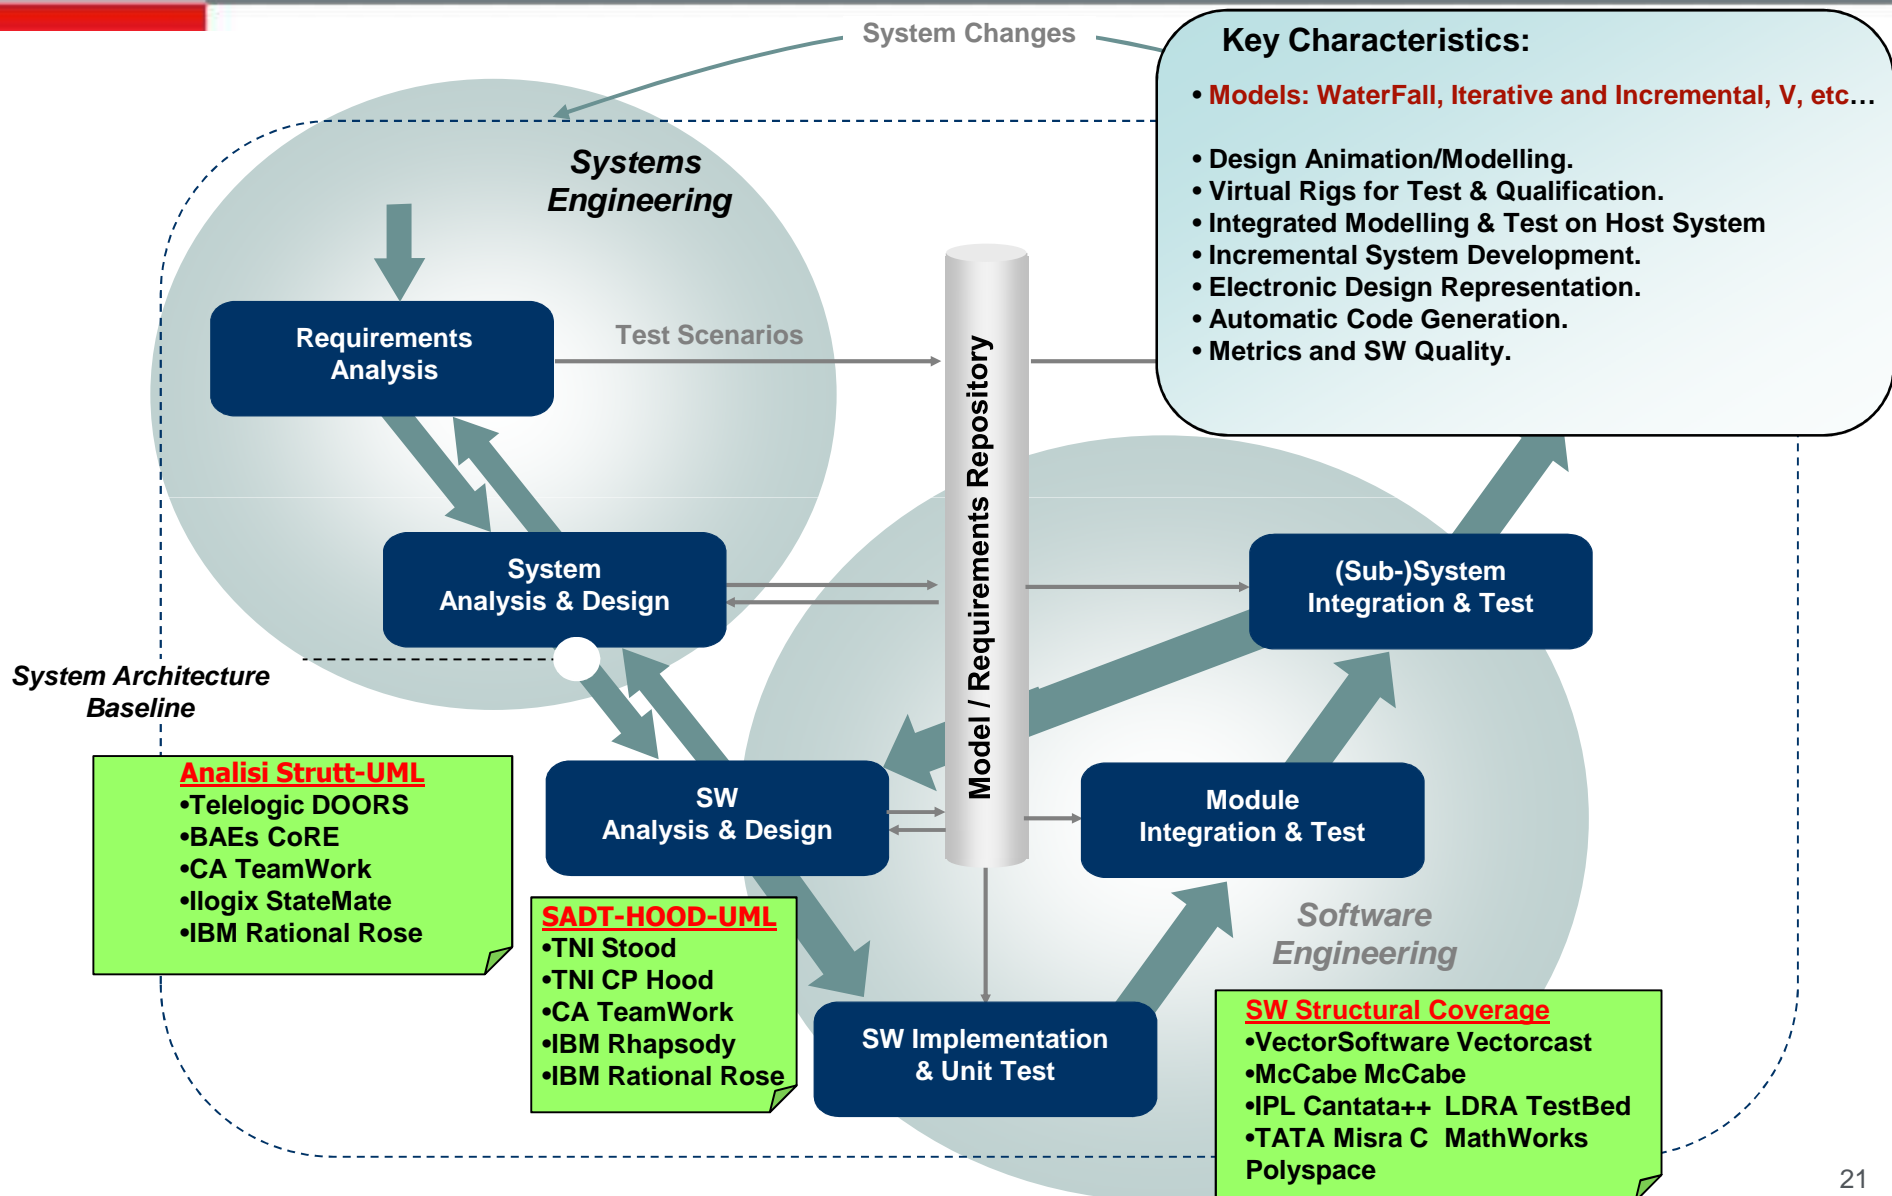 System Changes
Key Characteristics:
• Models: WaterFall, Iterative and Incremental, V, etc…
• Design Animation/Modelling.
• Virtual Rigs for Test & Qualification.
• Integrated Modelling & Test on Host System
• Incremental System Development.
• Electronic Design Representation.
• Automatic Code Generation.
• Metrics and SW Quality.
Systems
Engineering
Requirements
Analysis
Test Scenarios
Model / Requirements Repository
System
Analysis & Design
(Sub-)System
Integration & Test
System Architecture
Baseline
Analisi Strutt-UML
•Telelogic DOORS
•BAEs CoRE
•CA TeamWork
•Ilogix StateMate
•IBM Rational Rose
SW
Analysis & Design
Module
Integration & Test
SADT-HOOD-UML
•TNI Stood
•TNI CP Hood
•CA TeamWork
•IBM Rhapsody
•IBM Rational Rose
Software
Engineering
SW Implementation
& Unit Test
SW Structural Coverage
•VectorSoftware Vectorcast
•McCabe McCabe
•IPL Cantata++ LDRA TestBed
•TATA Misra C MathWorks
Polyspace
21